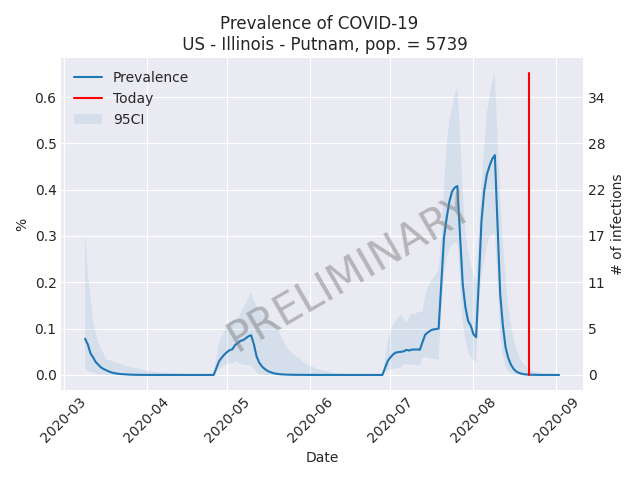 Prevalence of COVID-19
US - Illinois - Putnam, pop. = 5739
Prevalence
Today
95CI
0.6
0.5
0.4
0.3
0.2
0.1
0.0
%
34
28
22
17
11
5
0
# of infections
PRELIMINARY
2020-03
2020-04
2020-05
2020-06
2020-07
2020-08
2020-09
Date